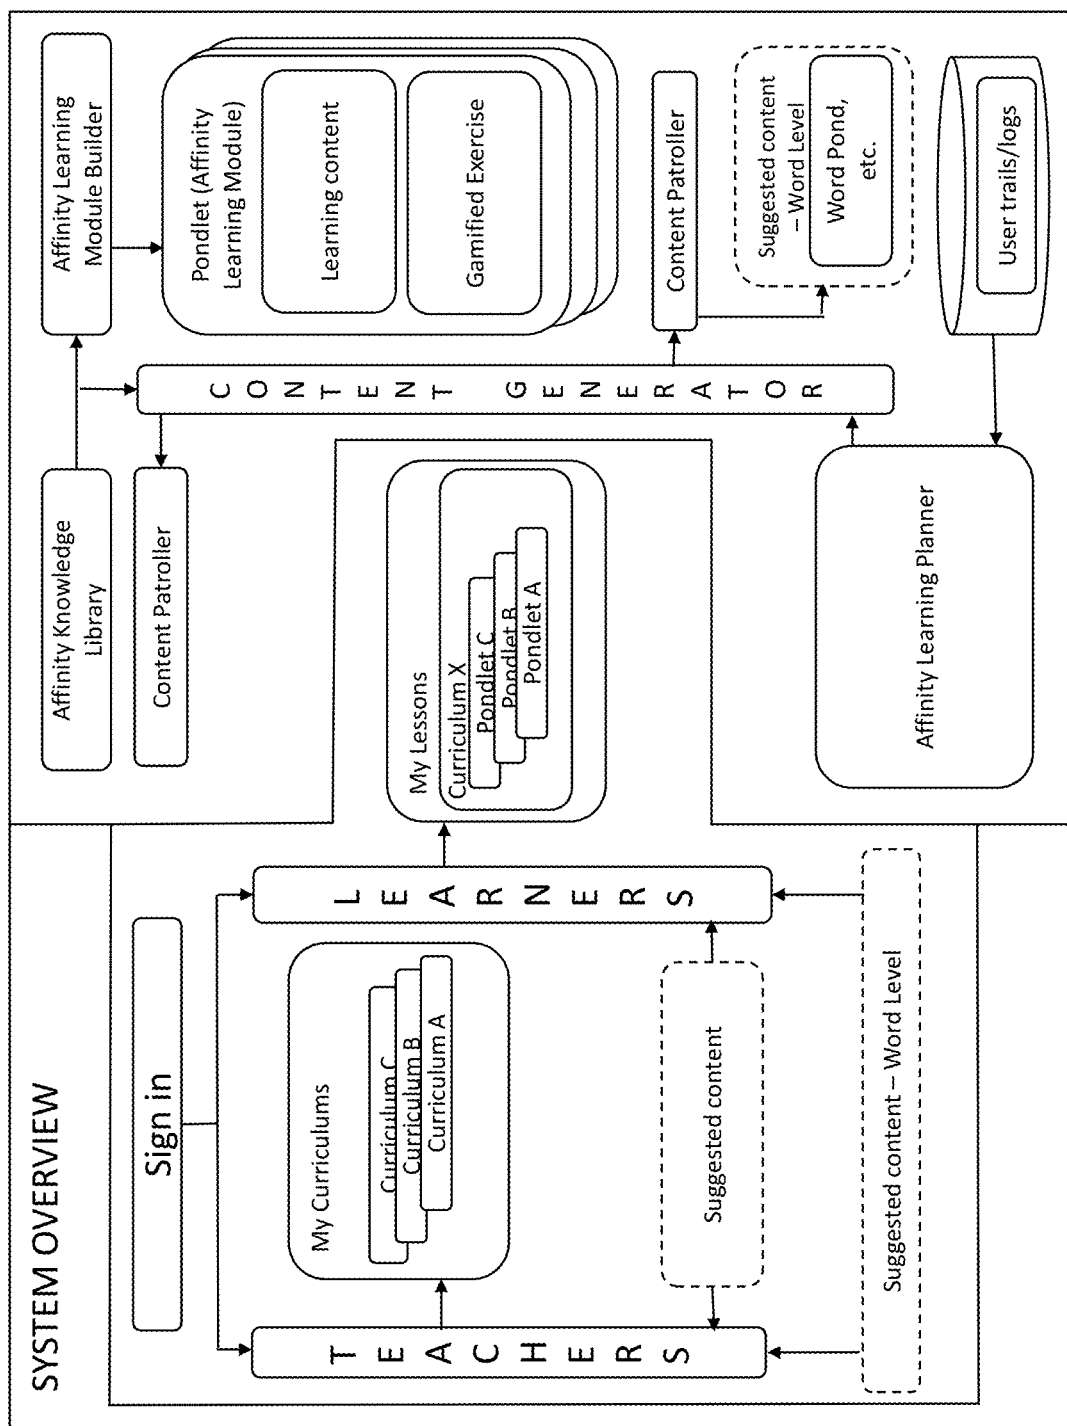 SYSTEM OVERVIEW
Sign in
TEACHERS
My Curriculums
Curriculum C
Curriculum B
Curriculum A
LEARNERS
Suggested content
Suggested content – Word Level
My Lessons
Curriculum X
Pondlet C
Pondlet B
Pondlet A
Affinity Knowledge
Library
Content Patroller
Affinity Learning Planner
CONTENT GENERATOR
Affinity Learning
Module Builder
Pondlet (Affinity
Learning Module)
Learning content
Gamified Exercise
Content Patroller
Suggested content
– Word Level
Word Pond,
etc.
User trails/logs